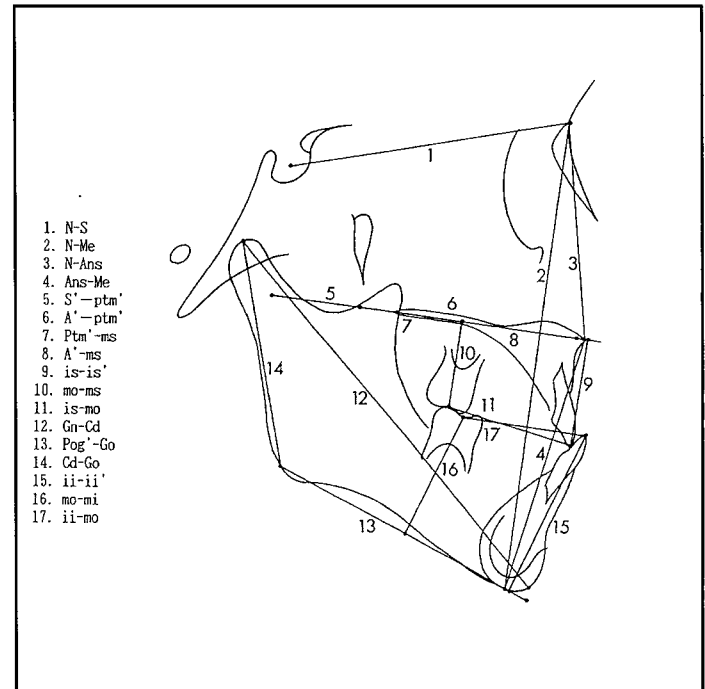 1. N-S
2. N-Me
3. N-Ans
4. Ans-Me
5. S'—ptm'
6. A'—ptm'
7. Ptm'-ms
8. A'-ms
9. is-is'
10. mo-ms
11. is-mo
12. Gn-Cd
13. Pog'-Go
14. Cd-Go
15. ii-ii'
16. mo-mi
17. ii-mo
1
2
3
5
6
7
8
10
9
14
12
11
17
4
16
15
13